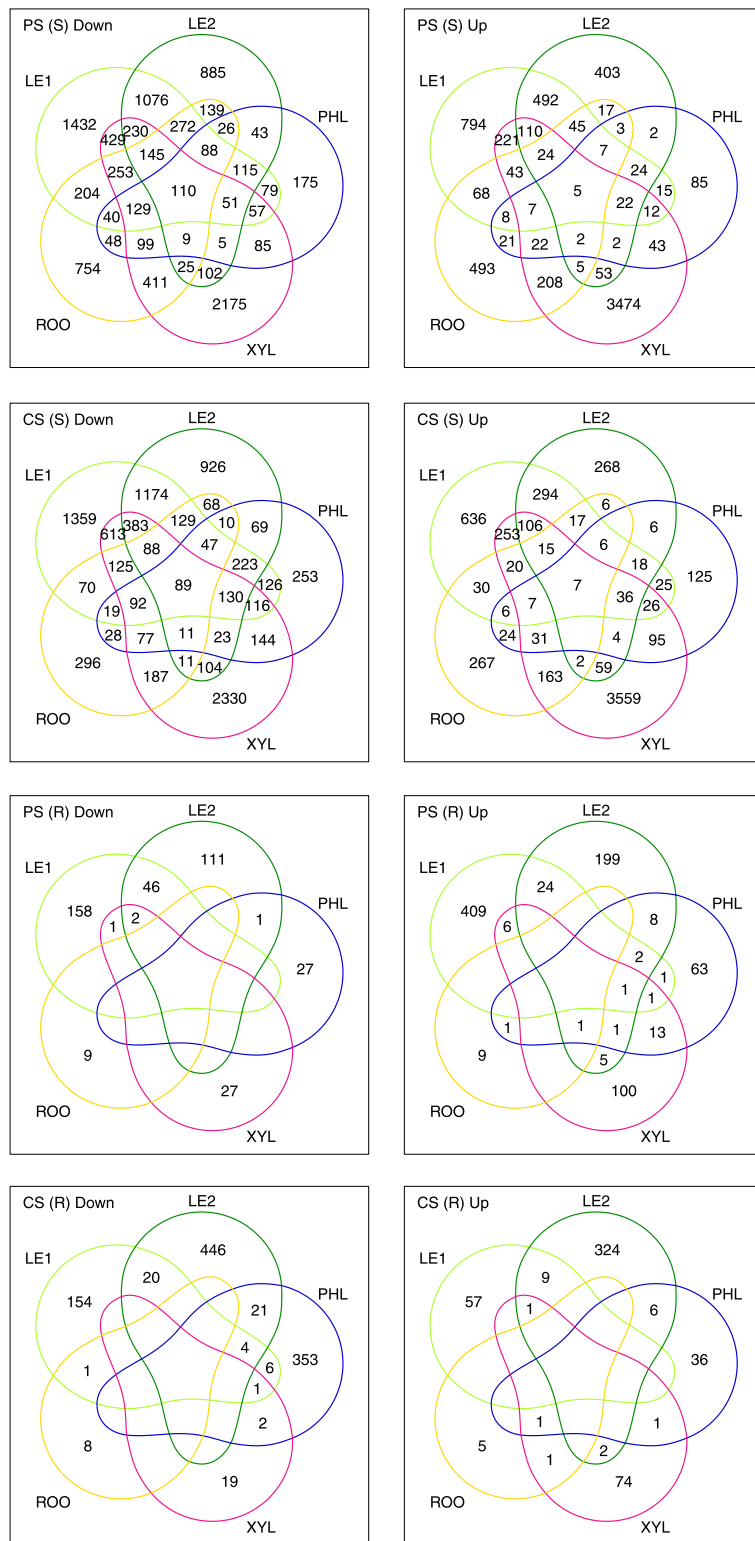 PS (S) Down
LE2
LE1
PHL
ROO
XYL
885
1076
139
1432
429 230 272 26 43
145 88
253 115
204 110 79 175
40 129 51 57
48 99 9 5 85
754 25 102
411
2175
PS (S) Up
LE2
LE1
PHL
ROO
XYL
403
492
17
794
221 110 45 3 2
24 7
43 24
68 5 15 85
8 7 22 12
21 22 2 2 43
493 5 53
208
3474
CS (S) Down
LE2
LE1
PHL
ROO
XYL
926
1174
68
1359
613 383 129 10 69
88 47
125 223
70 89 126 253
19 92 130 116
28 77 11 23 144
296 11 104
187
2330
CS (S) Up
LE2
LE1
PHL
ROO
XYL
268
294
6
636
253 106 17 6
15 6
20 18
30 7 25 125
6 7 36 26
24 31 4 95
267 2 59
163
3559
PS (R) Down
LE2
LE1
PHL
ROO
XYL
111
46
158
1 2 1
27
9
27
PS (R) Up
LE2
LE1
PHL
ROO
XYL
199
24
409
6 8
2
1 63
1 1
1 1 1 13
9 5
100
CS (R) Down
LE2
LE1
PHL
ROO
XYL
446
20
154
21
4
1 6 353
1
2
8
19
CS (R) Up
LE2
LE1
PHL
ROO
XYL
324
9
57
1 6
36
1 1
5 2
1
74